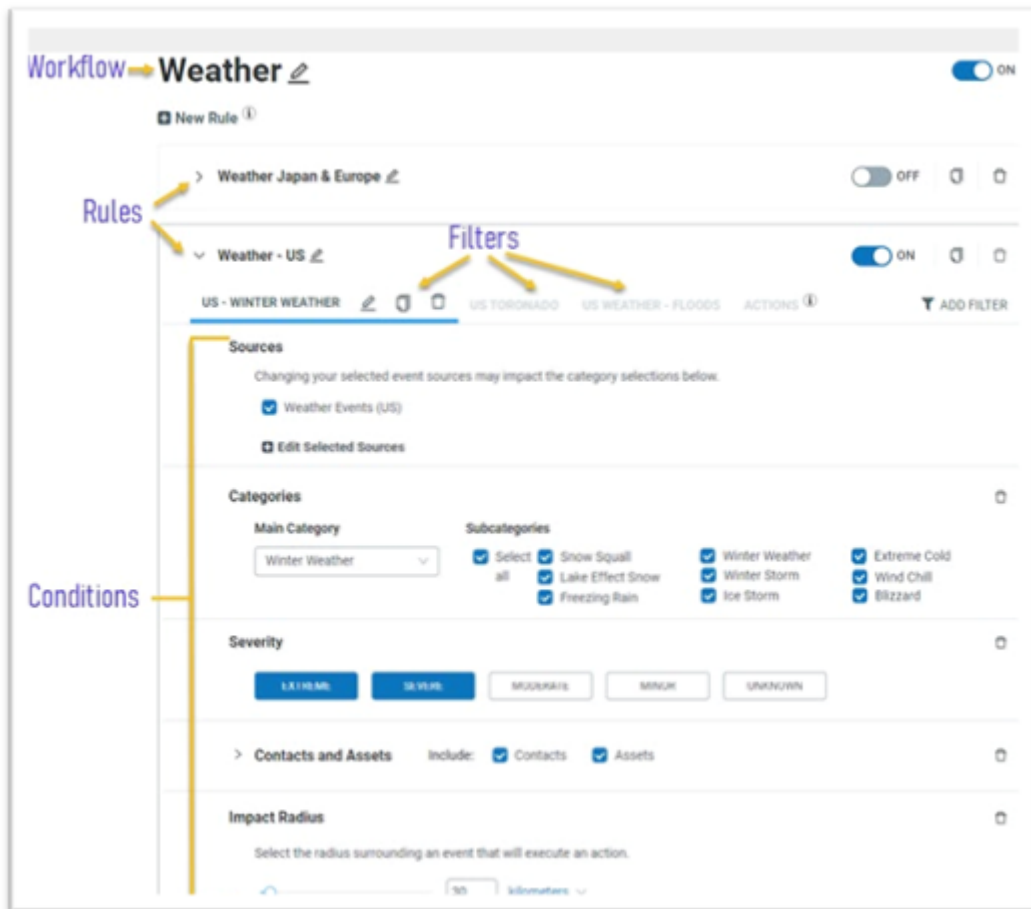 Workflow Weather ON
New Rule
Weather Japan & Europe OFF
Rules
Filters
Weather - US ON
US - WINTER WEATHER US TORONADO US WEATHER - FLOODS ACTIONS ADD FILTER
Sources
Changing your selected event sources may impact the category selections below.
Weather Events (US)
Edit Selected Sources
Categories
Main Category Subcategories
Winter Weather Select all Snow Squall Winter Weather Extreme Cold
Lake Effect Snow Winter Storm Wind Chill
Freezing Rain Ice Storm Blizzard
Conditions
Severity
EXTREME SEVERE MODERATE MINOR UNKNOWN
Contacts and Assets Include: Contacts Assets
Impact Radius
Select the radius surrounding an event that will execute an action.
30 kilometers